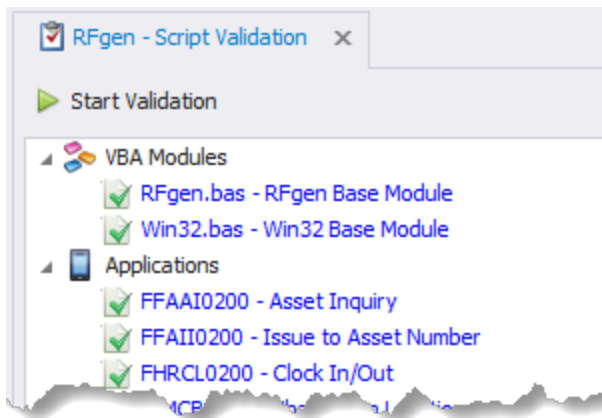 RFgen - Script Validation
Start Validation
VBA Modules
RFgen.bas - RFgen Base Module
Win32.bas - Win32 Base Module
Applications
FFAAI0200 - Asset Inquiry
FFAII0200 - Issue to Asset Number
FHRCL0200 - Clock In/Out